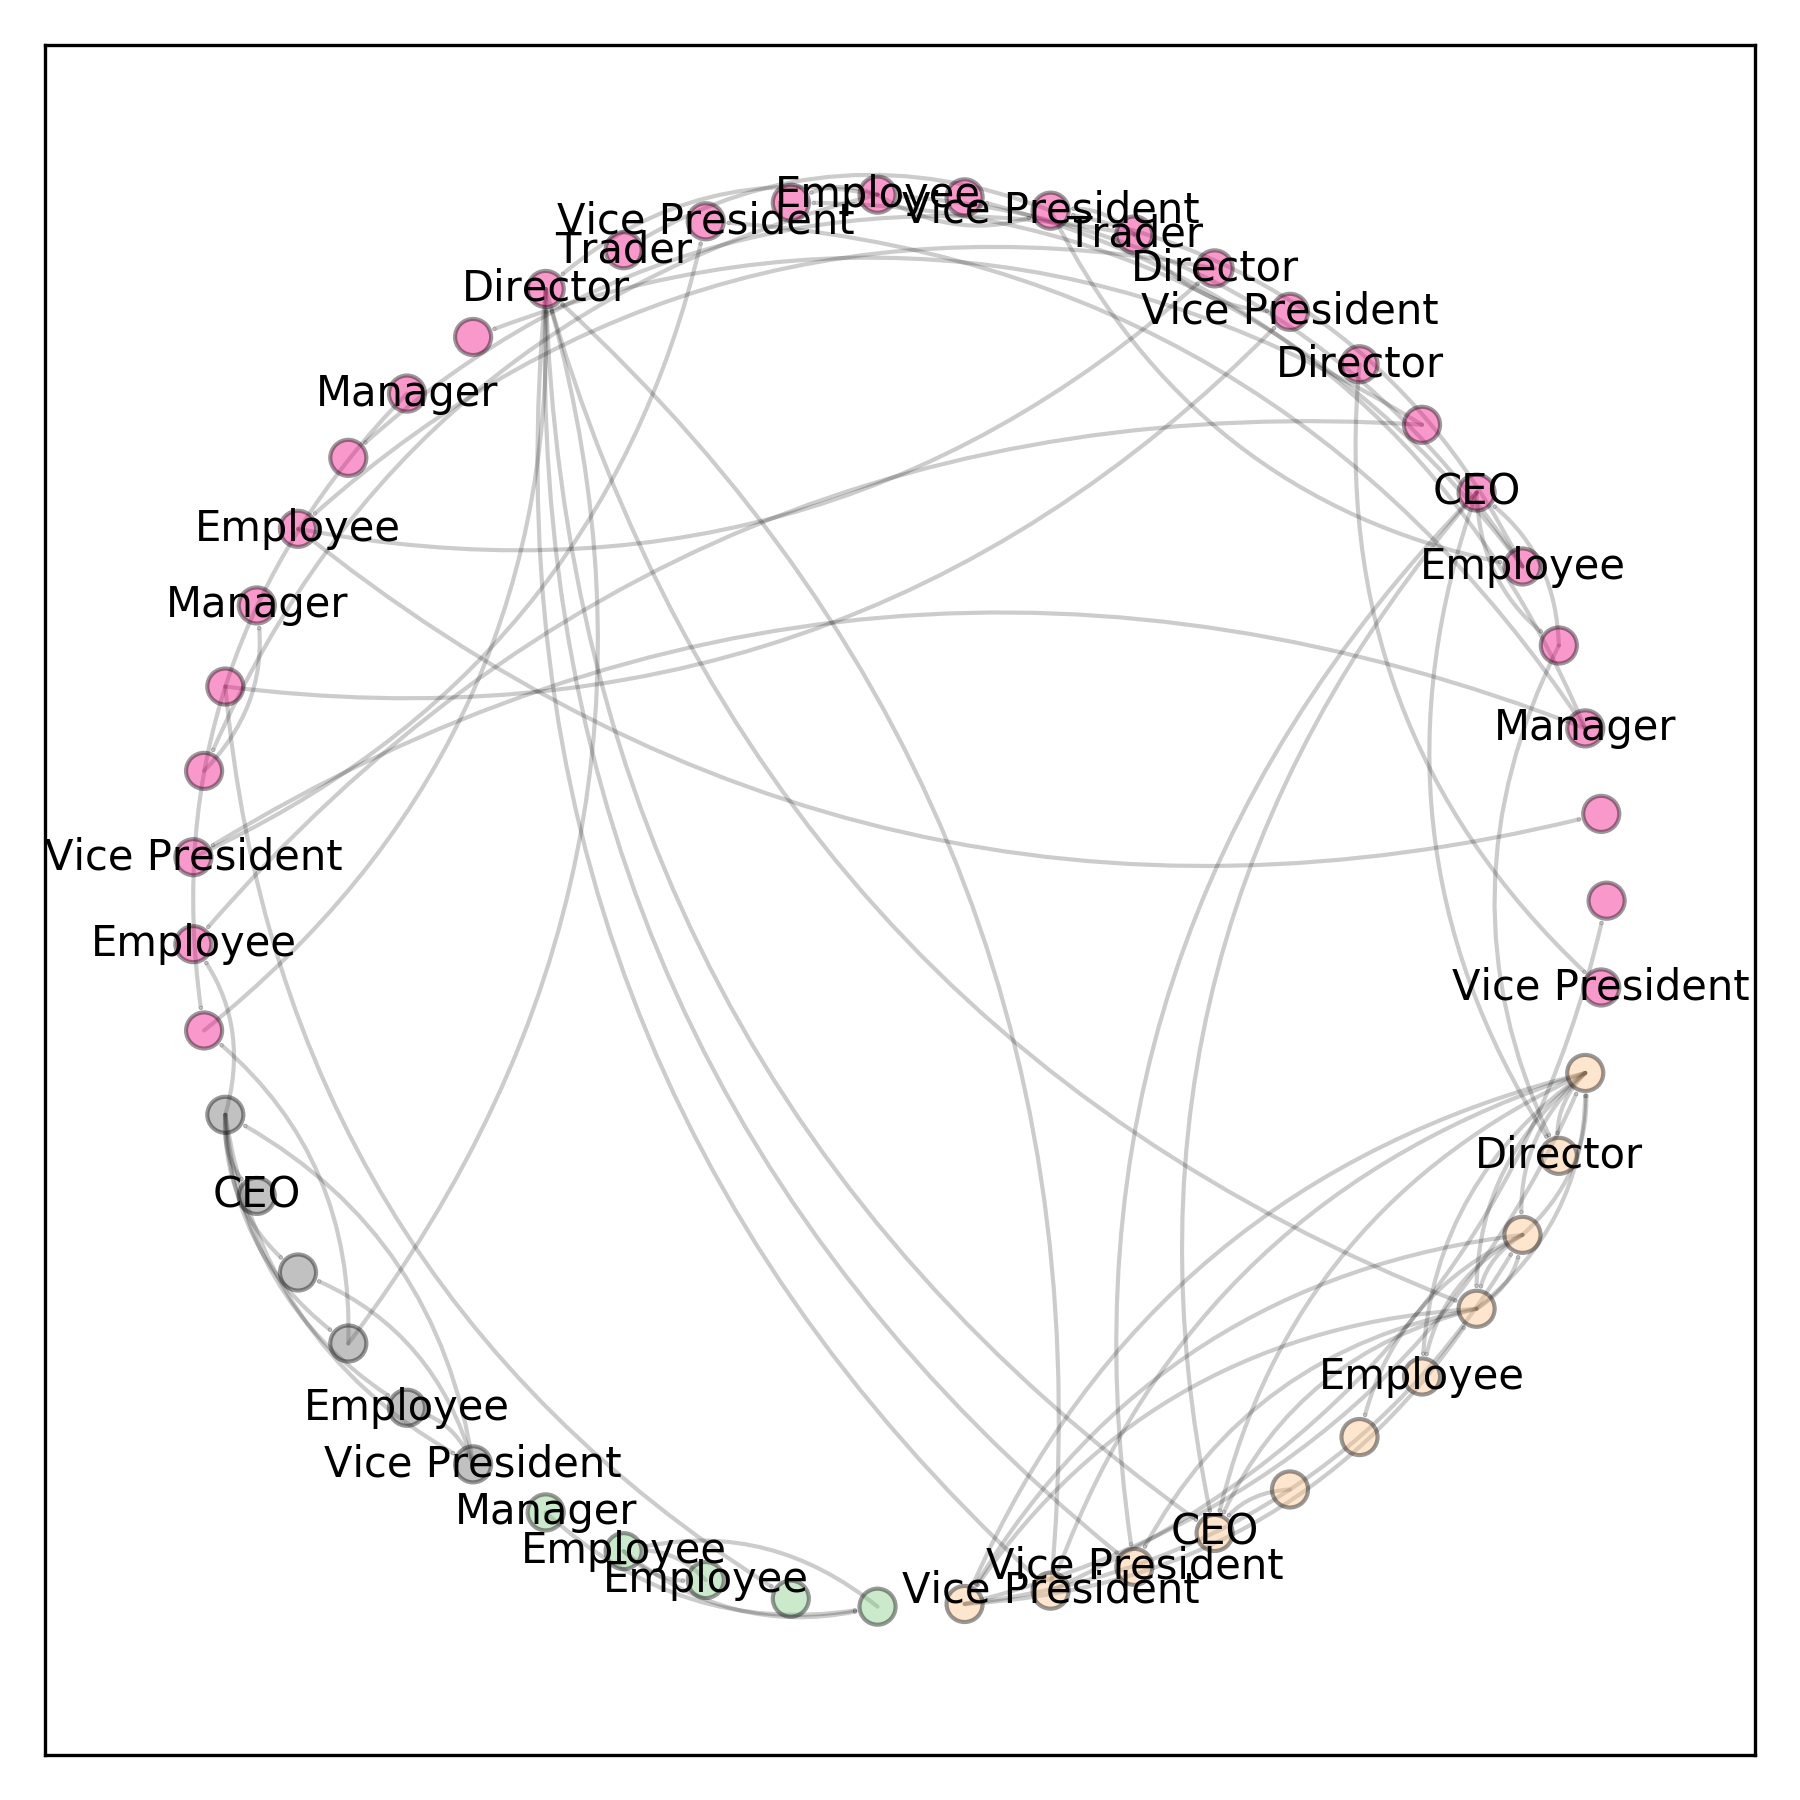 Employee
Vice President
Vice President
Trader
Trader
Director
Director
Vice President
Director
Manager
CEO
Employee
Employee
Manager
Manager
Vice President
Employee
Vice President
Director
CEO
Employee
Employee
Vice President
Manager
CEO
Employee
Vice President
Employee
Vice President